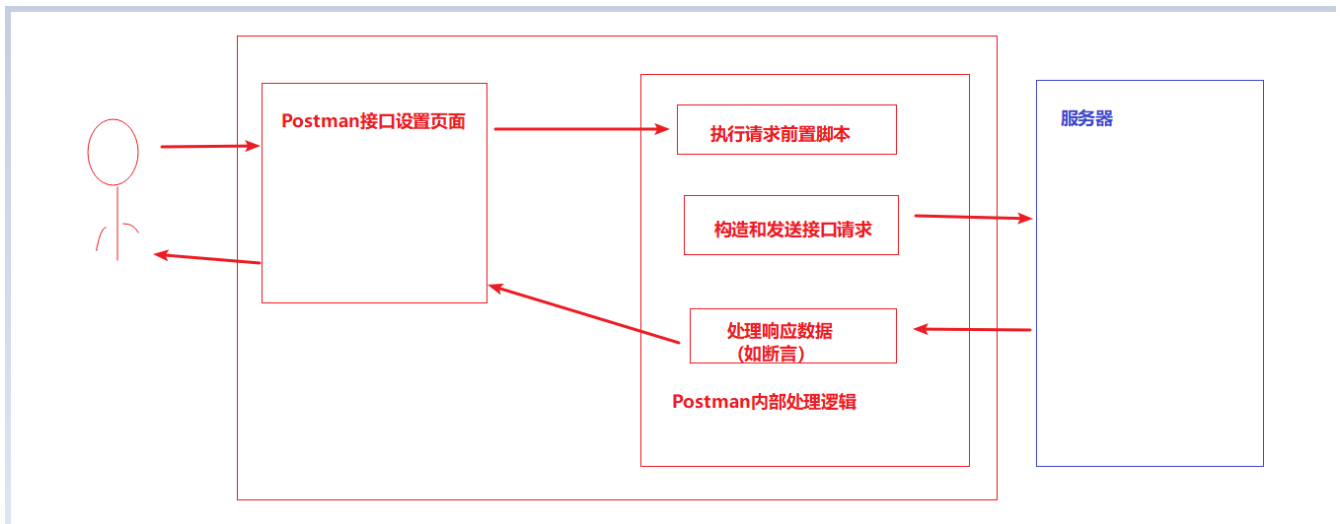 Postman接口设置页面
执行请求前置脚本
构造和发送接口请求
处理响应数据
（如断言）
Postman内部处理逻辑
服务器